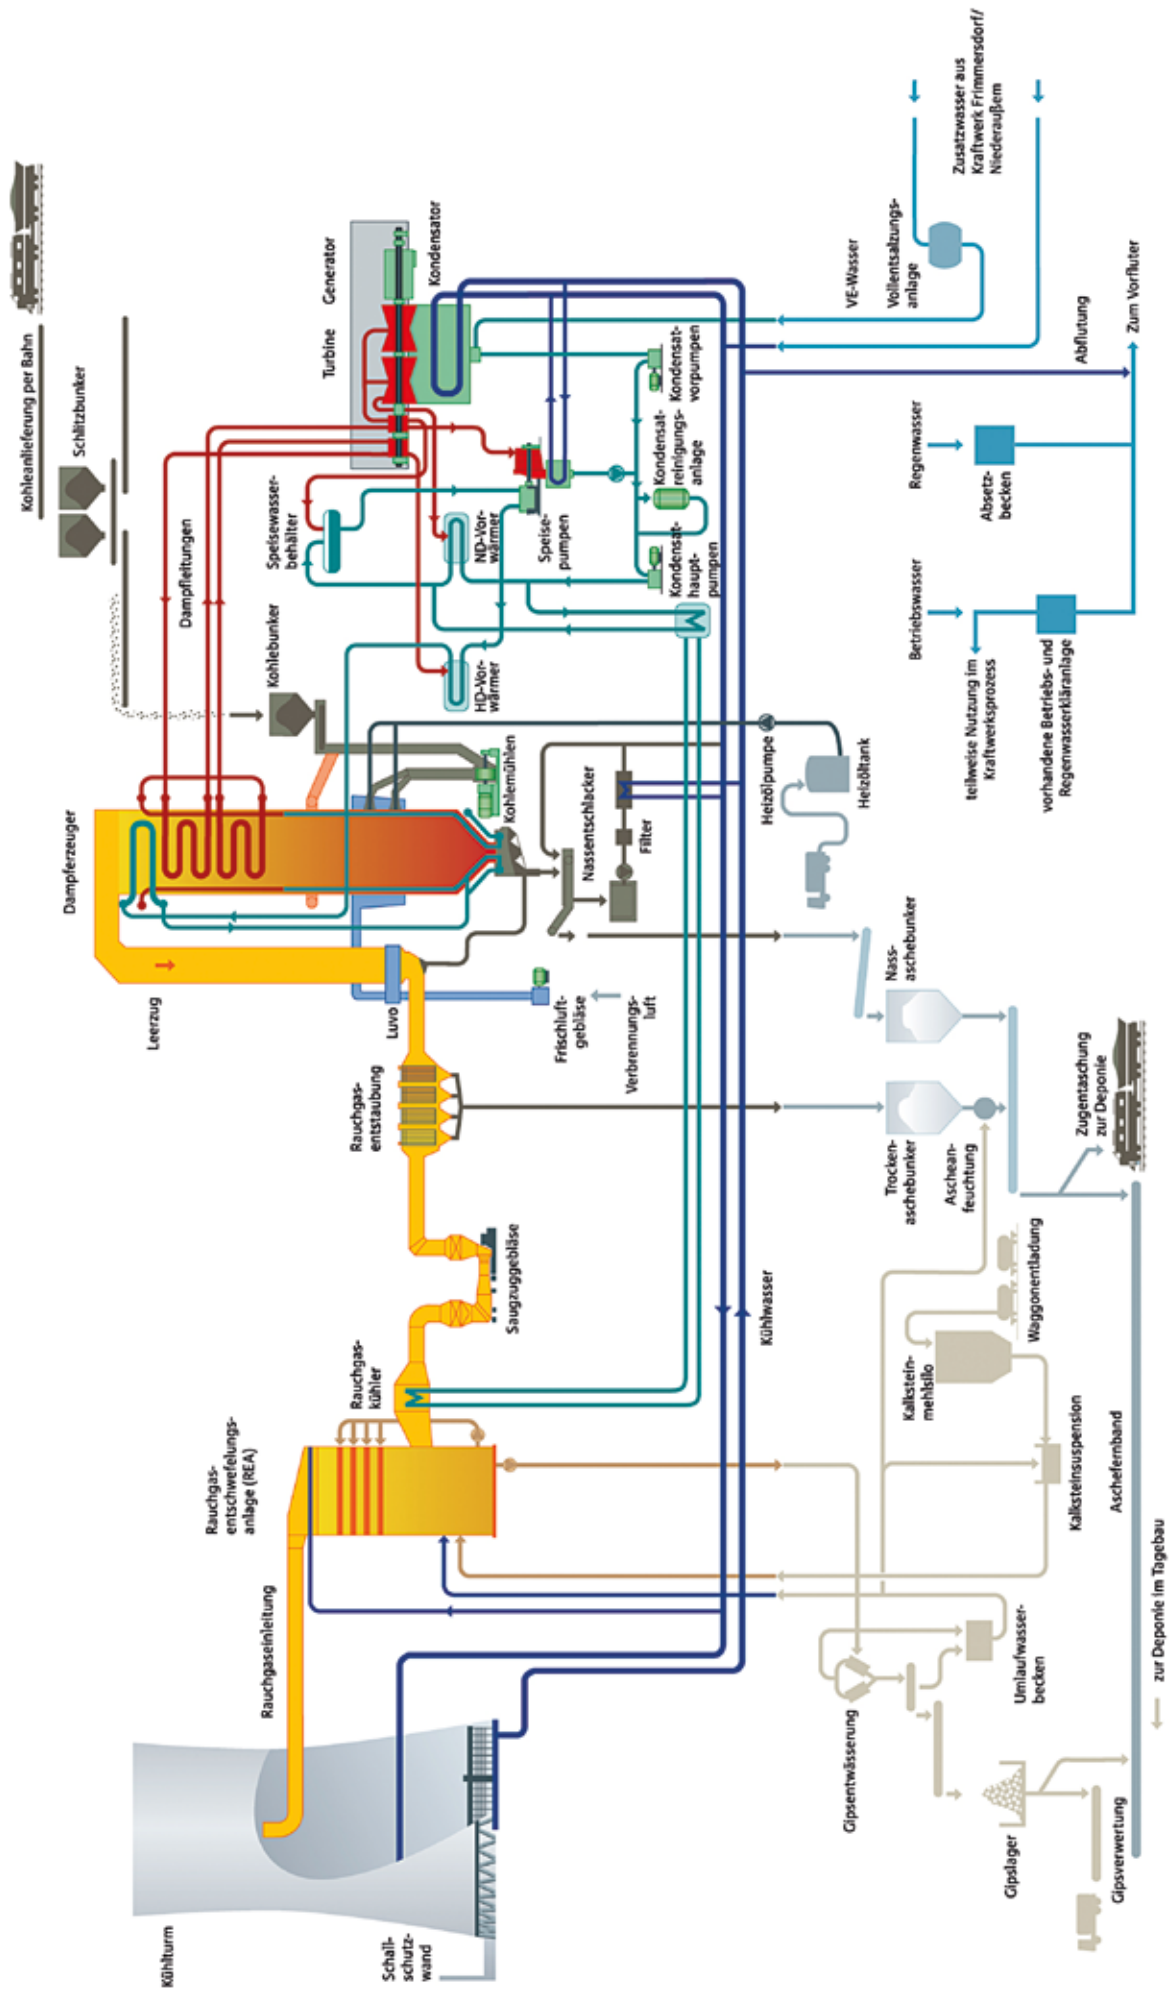 Kohleanlieferung per Bahn
Schlitzbunker
Kohlebunker
Dampfleitungen
Dampferzeuger
Leerzug
Speisewasser-
behälter
Turbine
Generator
Kondensator
HD-Vor-
wärmer
ND-Vor-
wärmer
Speise-
pumpen
Kondensat-
haupt-
pumpen
Kondensat-
reinigungs-
anlage
Kondensat-
vorpumpen
Kohlemühlen
Nassentschlacker
Filter
Luvo
Frischluft-
gebläse
Verbrennungs-
luft
Rauchgas-
entstaubung
Saugzuggebläse
Rauchgas-
kühler
Rauchgas-
entschwefelungs-
anlage (REA)
Rauchgaseinleitung
Kühlturm
Schall-
schutz-
wand
Kühlwasser
Heizölpumpe
Heizöltank
VE-Wasser
Vollentsalzungs-
anlage
Zusatzwasser aus
Kraftwerk Frimmersdorf/
Niederaußem
Abflutung
Zum Vorfluter
Regenwasser
Absetz-
becken
Betriebswasser
teilweise Nutzung im
Kraftwerksprozess
vorhandene Betriebs- und
Regenwasserkläranlage
Nass-
aschebunker
Trocken-
aschebunker
Aschean-
feuchtung
Zugentaschung
zur Deponie
Waggonentladung
Kalkstein-
mehlsilo
Kalksteinsuspension
Aschefernband
Umlaufwasser-
becken
Gipsentwässerung
Gipslager
Gipsverwertung
zur Deponie im Tagebau